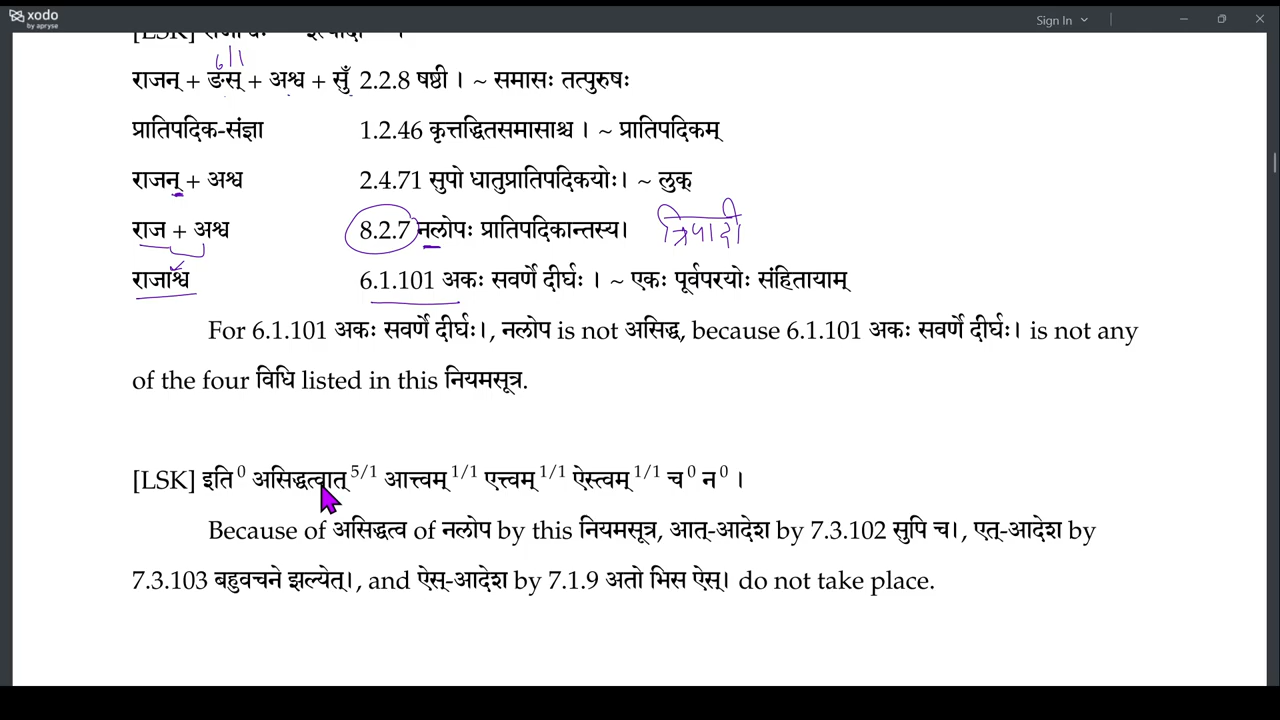 xodo
by apryse
Sign In
[LSK]
6/1
राजन् + ङस् + अश्व + सुँ 2.2.8 षष्ठी । ~ समासः तत्पुरुषः
प्रातिपदिक-संज्ञा 1.2.46 कृत्तद्धितसमासाश्च । ~ प्रातिपदिकम्
राजन् + अश्व 2.4.71 सुपो धातुप्रातिपदिकयोः। ~ लुक्
राज + अश्व 8.2.7 नलोपः प्रातिपदिकान्तस्य। त्रिपादी
राजाश्व 6.1.101 अकः सवर्णे दीर्घः । ~ एकः पूर्वपरयोः संहितायाम्
For 6.1.101 अकः सवर्णे दीर्घः।, नलोप is not असिद्ध, because 6.1.101 अकः सवर्णे दीर्घः। is not any
of the four विधि listed in this नियमसूत्र.
[LSK] इति 0 असिद्धत्वात् 5/1 आत्त्वम् 1/1 एत्त्वम् 1/1 ऐस्त्वम् 1/1 च 0 न 0 ।
Because of असिद्धत्व of नलोप by this नियमसूत्र, आत्-आदेश by 7.3.102 सुपि च।, एत्-आदेश by
7.3.103 बहुवचने झल्येत्।, and ऐस्-आदेश by 7.1.9 अतो भिस ऐस्। do not take place.